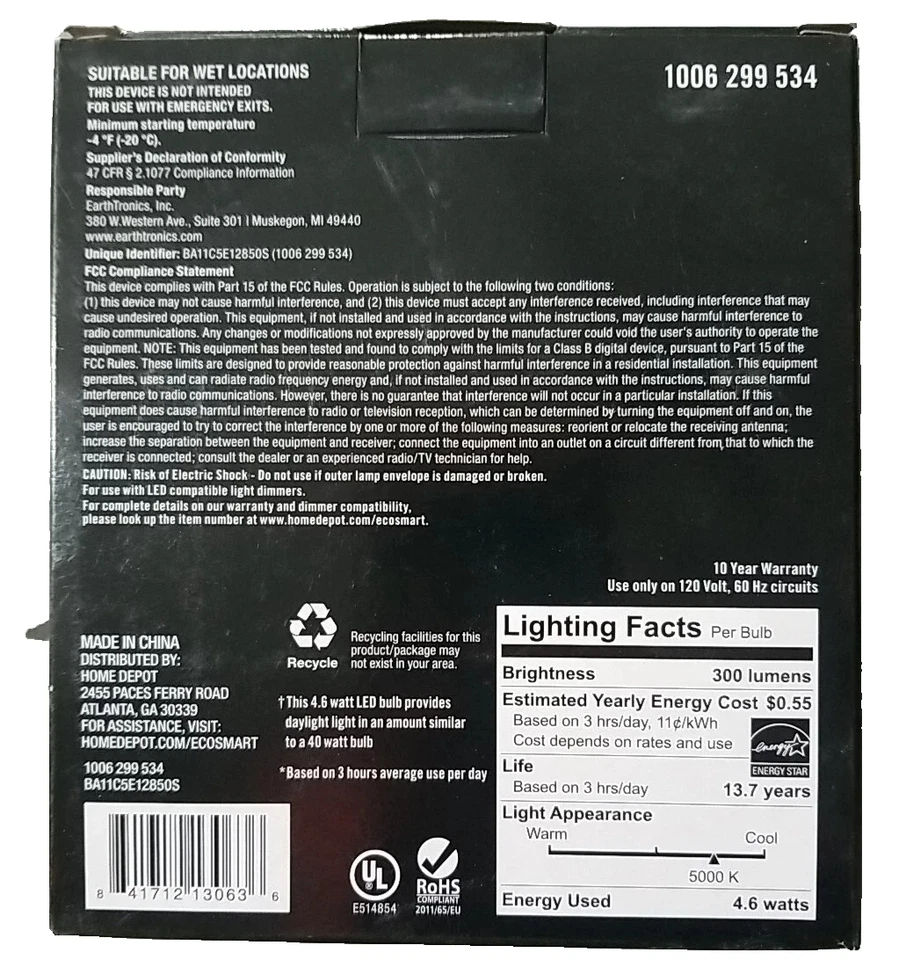 SUITABLE FOR WET LOCATIONS
THIS DEVICE IS NOT INTENDED
FOR USE WITH EMERGENCY EXITS.
Minimum starting temperature
-4 °F (-20 °C).
Supplier's Declaration of Conformity
47 CFR § 2.1077 Compliance Information
Responsible Party
EarthTronics, Inc.
380 W.Western Ave., Suite 301 | Muskegon, MI 49440
www.earthtronics.com
Unique Identifier: BA11C5E12850S (1006 299 534)
1006 299 534
FCC Compliance Statement
This device complies with Part 15 of the FCC Rules. Operation is subject to the following two conditions:
(1) this device may not cause harmful interference, and (2) this device must accept any interference received, including interference that may
cause undesired operation. This equipment, if not installed and used in accordance with the instructions, may cause harmful interference to
radio communications. Any changes or modifications not expressly approved by the manufacturer could void the user's authority to operate the
equipment. NOTE: This equipment has been tested and found to comply with the limits for a Class B digital device, pursuant to Part 15 of the
FCC Rules. These limits are designed to provide reasonable protection against harmful interference in a residential installation. This equipment
generates, uses and can radiate radio frequency energy and, if not installed and used in accordance with the instructions, may cause harmful
interference to radio communications. However, there is no guarantee that interference will not occur in a particular installation. If this
equipment does cause harmful interference to radio or television reception, which can be determined by turning the equipment off and on, the
user is encouraged to try to correct the interference by one or more of the following measures: reorient or relocate the receiving antenna;
increase the separation between the equipment and receiver; connect the equipment into an outlet on a circuit different from that to which the
receiver is connected; consult the dealer or an experienced radio/TV technician for help.
CAUTION: Risk of Electric Shock - Do not use if outer lamp envelope is damaged or broken.
For use with LED compatible light dimmers.
For complete details on our warranty and dimmer compatibility,
please look up the item number at www.homedepot.com/ecosmart.
10 Year Warranty
Use only on 120 Volt, 60 Hz circuits
MADE IN CHINA
DISTRIBUTED BY:
HOME DEPOT
2455 PACES FERRY ROAD
ATLANTA, GA 30339
FOR ASSISTANCE, VISIT:
HOMEDEPOT.COM/ECOSMART
1006 299 534
BA11C5E12850S
8 41712 13063 6
Recycle
Recycling facilities for this
product/package may
not exist in your area.
†This 4.6 watt LED bulb provides
daylight light in an amount similar
to a 40 watt bulb
*Based on 3 hours average use per day
UL
E514854
RoHS
COMPLIANT
2011/65/EU
Lighting Facts Per Bulb
Brightness 300 lumens
Estimated Yearly Energy Cost $0.55
Based on 3 hrs/day, 11¢/kWh
Cost depends on rates and use
energy
ENERGY STAR
Life
Based on 3 hrs/day 13.7 years
Light Appearance
Warm Cool
5000 K
Energy Used 4.6 watts